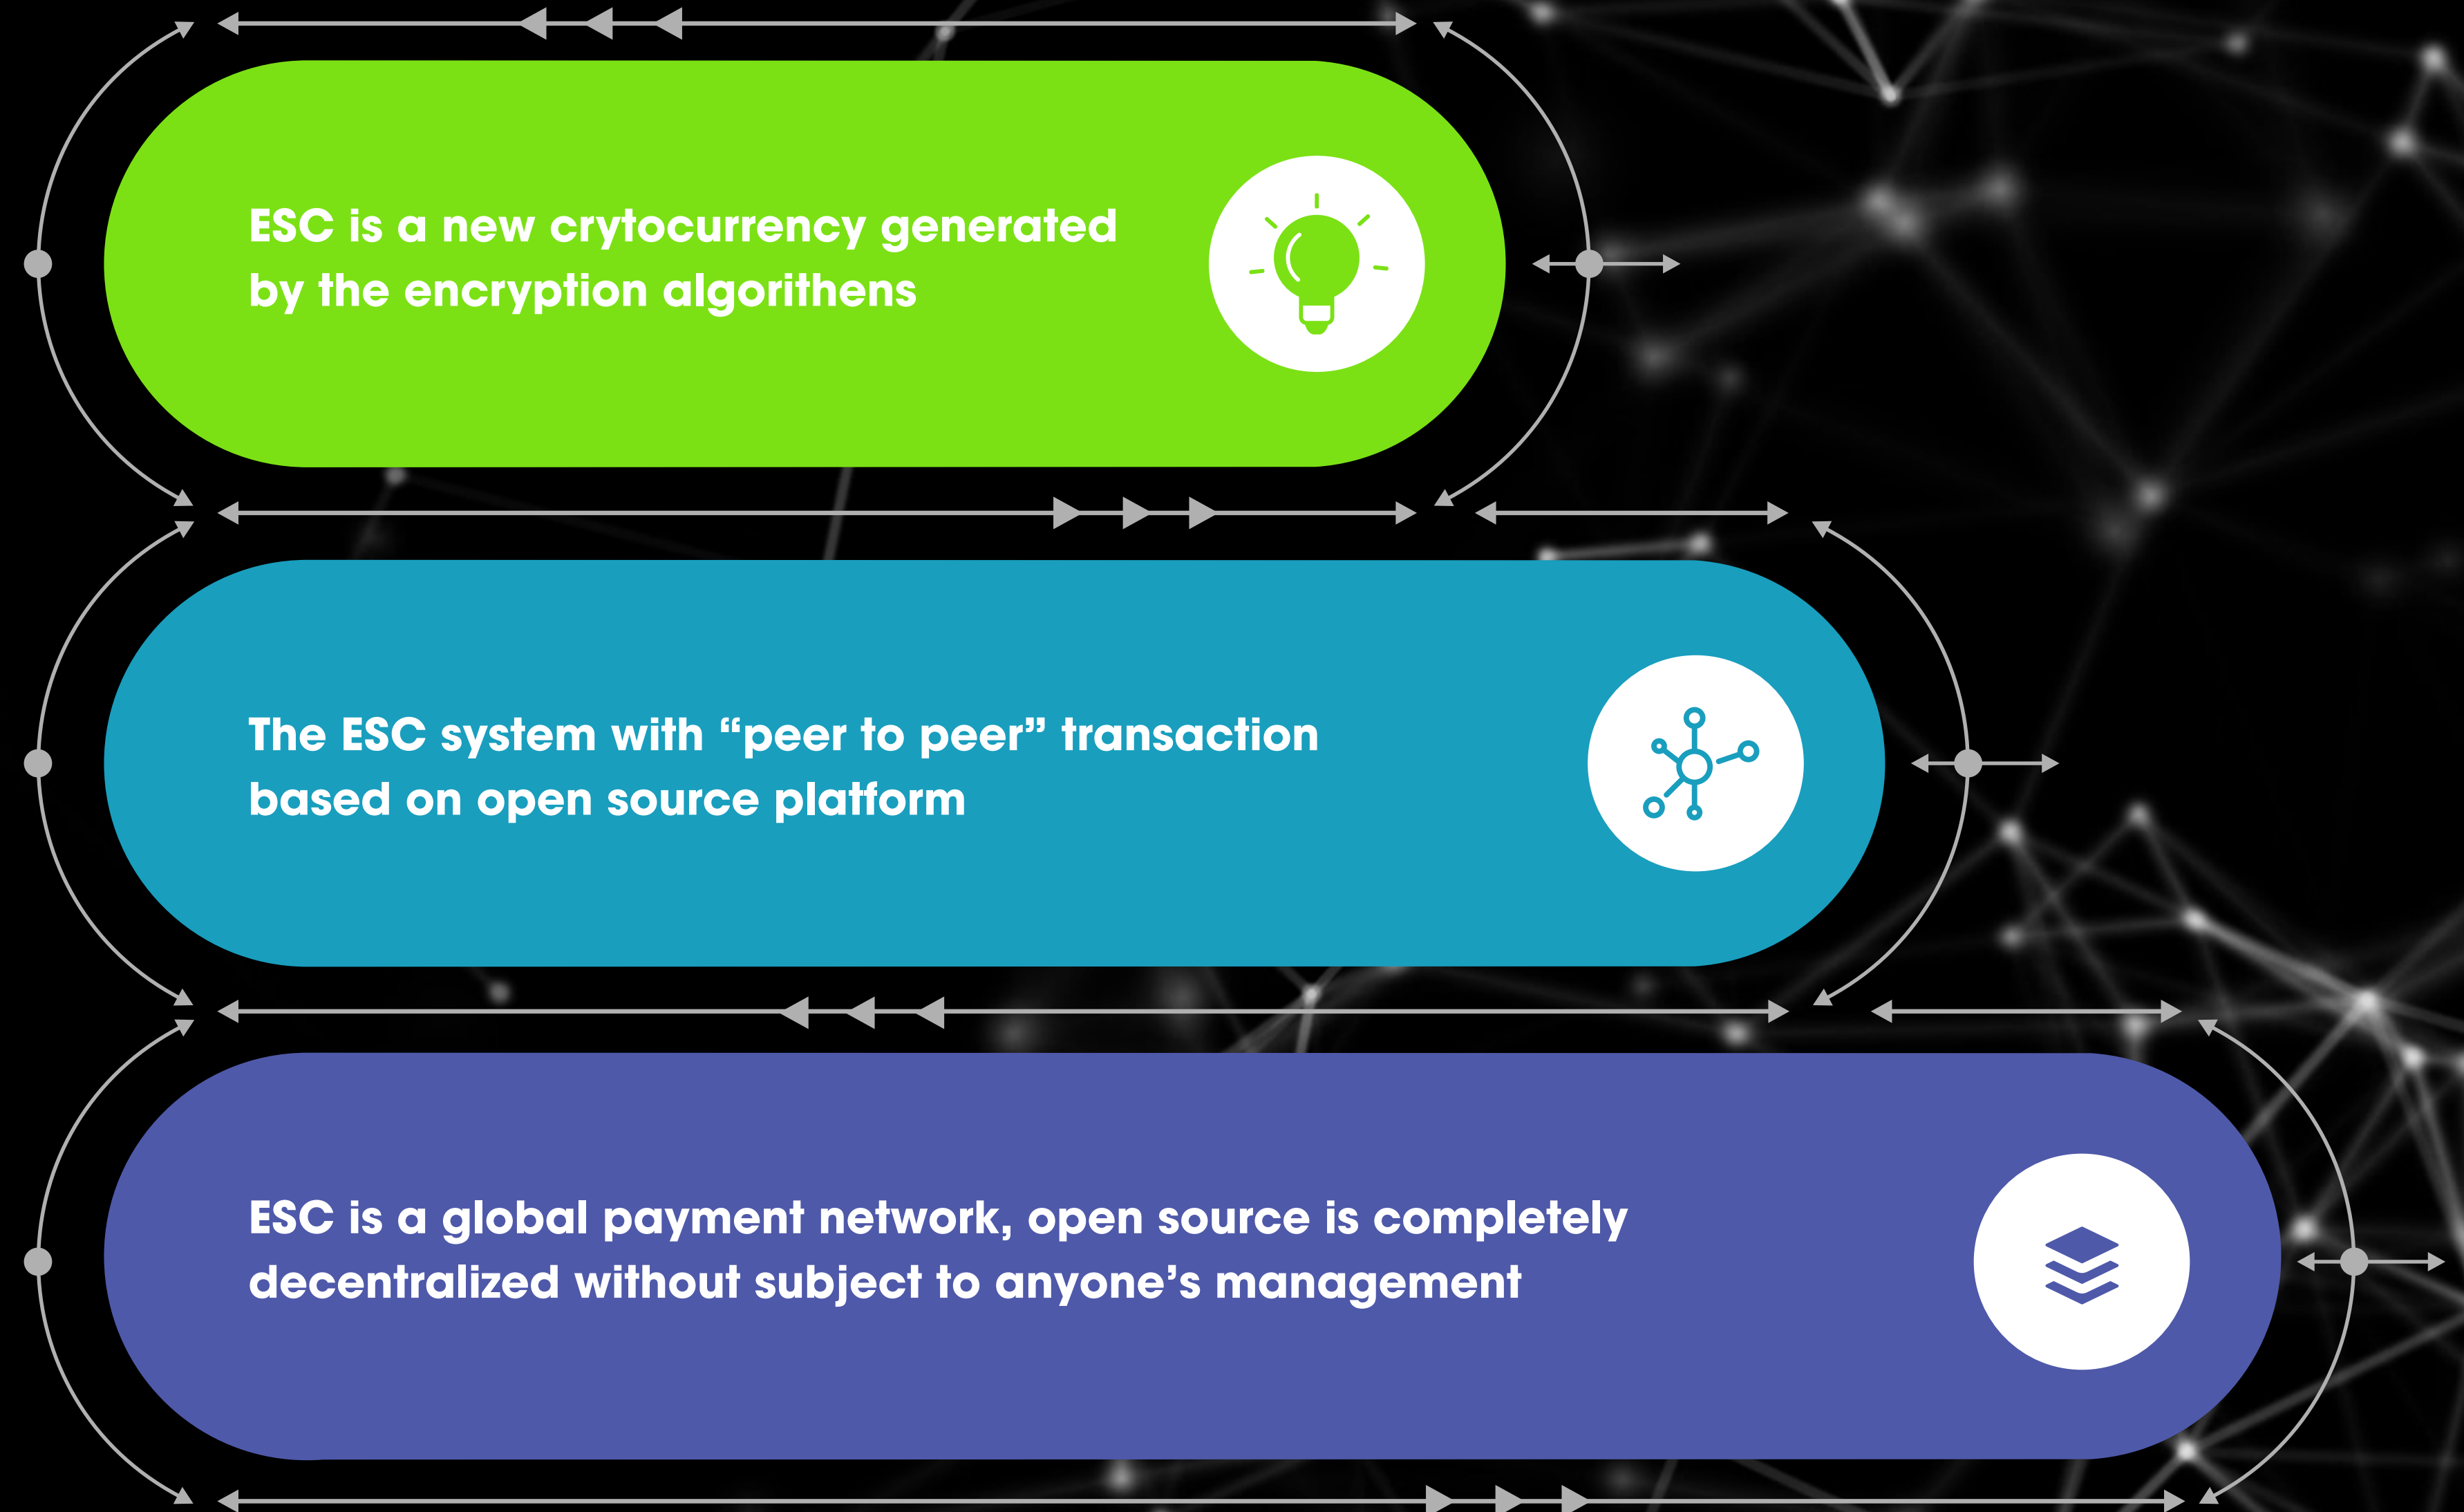 ESC is a new crytocurrency generated
by the encryption algorithens
The ESC system with “peer to peer” transaction
based on open source platform
ESC is a global payment network, open source is completely
decentralized without subject to anyone’s management